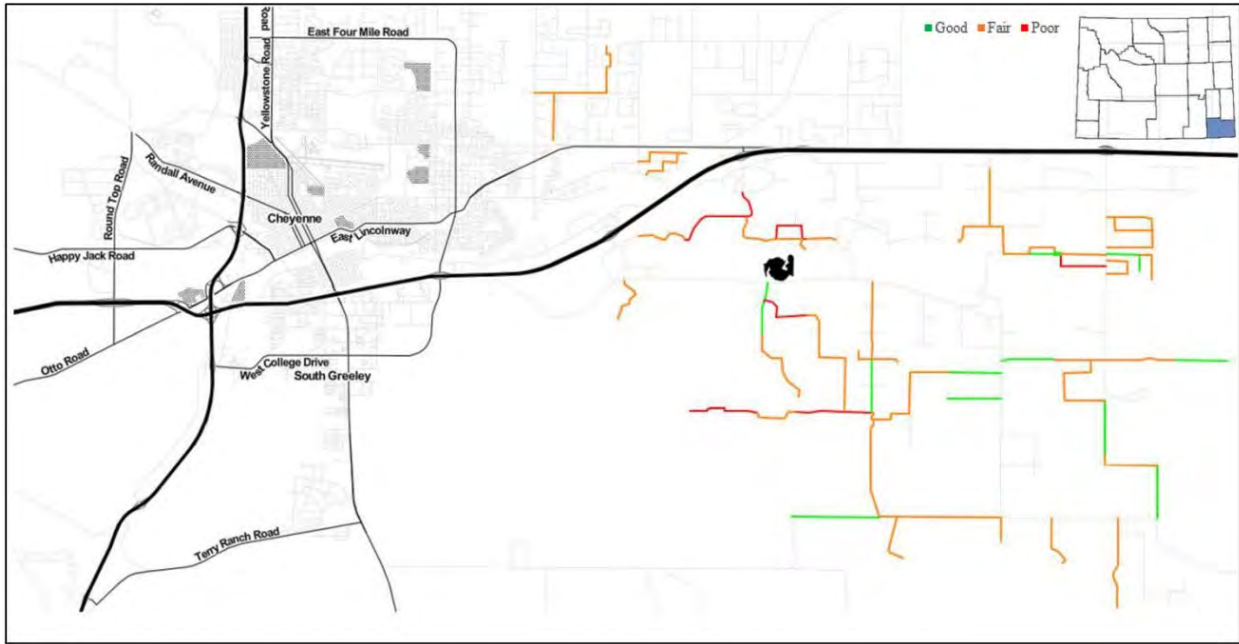 Road
Yellowstone Road
East Four Mile Road
Good Fair Poor
Round Top Road
Randall Avenue
Cheyenne
East Lincolnway
Happy Jack Road
Otto Road
West College Drive
South Greeley
Terry Ranch Road